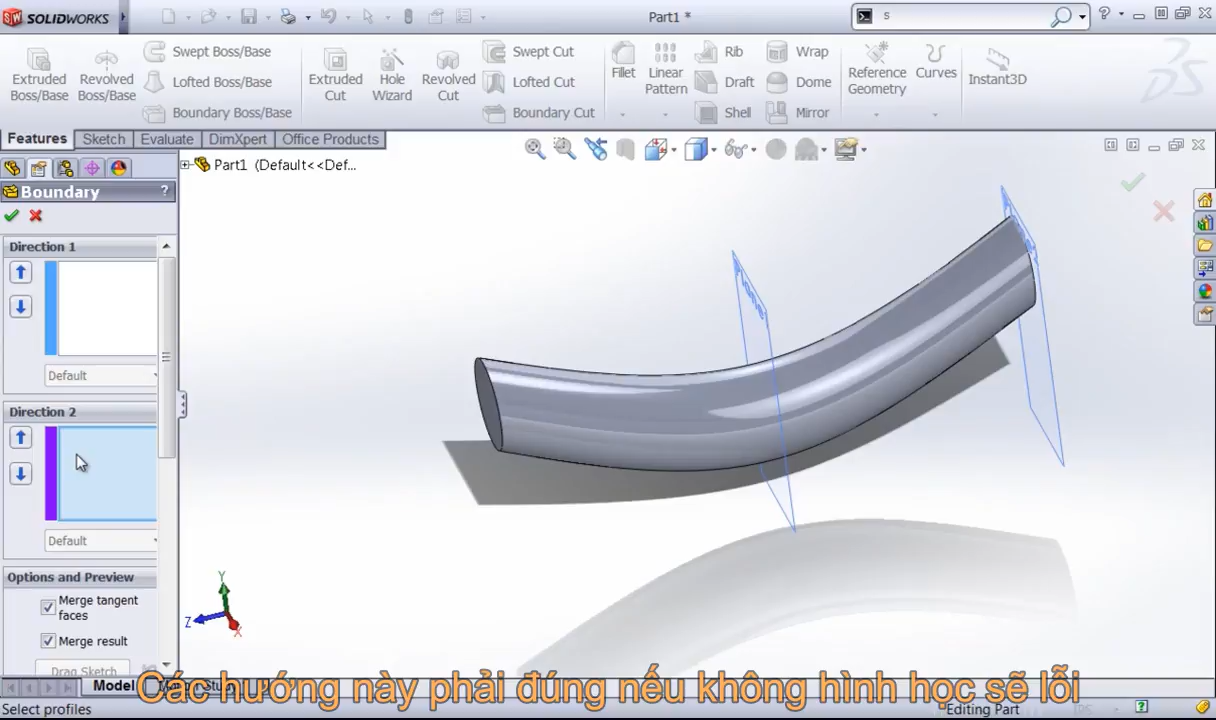 SOLIDWORKS
Part1 *
s
Extruded Boss/Base
Revolved Boss/Base
Swept Boss/Base
Lofted Boss/Base
Boundary Boss/Base
Extruded Cut
Hole Wizard
Revolved Cut
Swept Cut
Lofted Cut
Boundary Cut
Fillet
Linear Pattern
Rib
Draft
Shell
Wrap
Dome
Mirror
Reference Geometry
Curves
Instant3D
Features
Sketch
Evaluate
DimXpert
Office Products
Part1 (Default<<Def...
Boundary
?
Direction 1
Default
Direction 2
Default
Options and Preview
Merge tangent
faces
Merge result
Drag Sketch
Y
Z
X
Model
Các hướng này phải đúng nếu không hình học sẽ lỗi
Select profiles
Editing Part